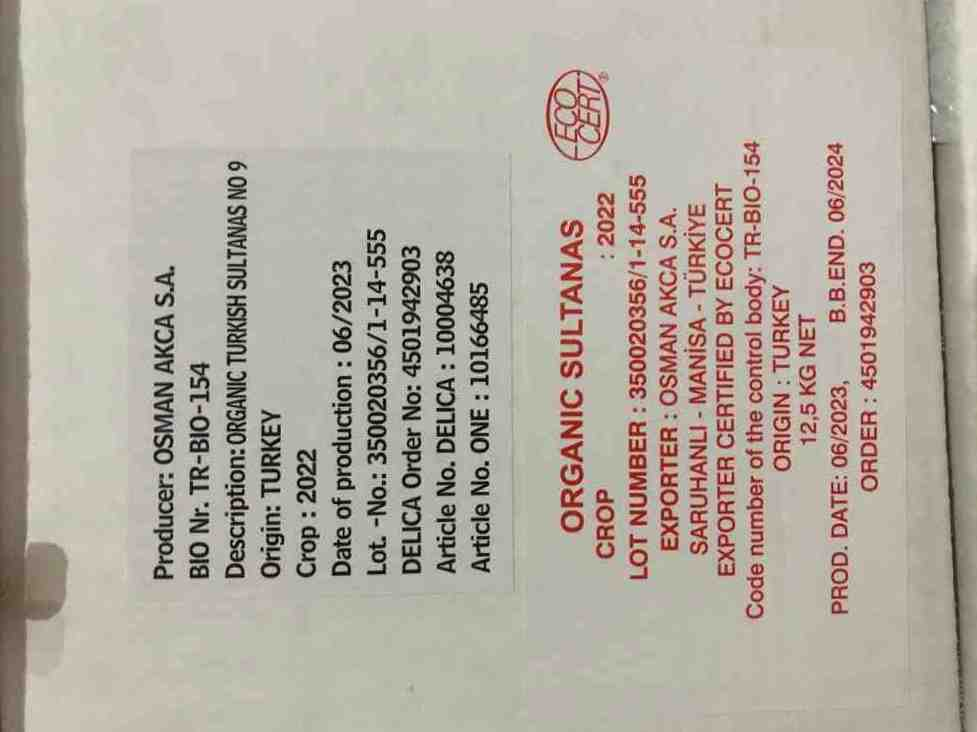 Producer: OSMAN AKCA S.A.
BIO Nr. TR-BIO-154
Description: ORGANIC TURKISH SULTANAS NO 9
Origin: TURKEY
Crop : 2022
Date of production : 06/2023
Lot. -No.: 350020356/1-14-555
DELICA Order No: 4501942903
Article No. DELICA : 10004638
Article No. ONE : 10166485
ECO
CERT®
ORGANIC SULTANAS
CROP : 2022
LOT NUMBER : 350020356/1-14-555
EXPORTER : OSMAN AKCA S.A.
SARUHANLI - MANİSA - TÜRKİYE
EXPORTER CERTIFIED BY ECOCERT
Code number of the control body: TR-BIO-154
ORIGIN : TURKEY
12,5 KG NET
PROD. DATE: 06/2023, B.B.END. 06/2024
ORDER : 4501942903